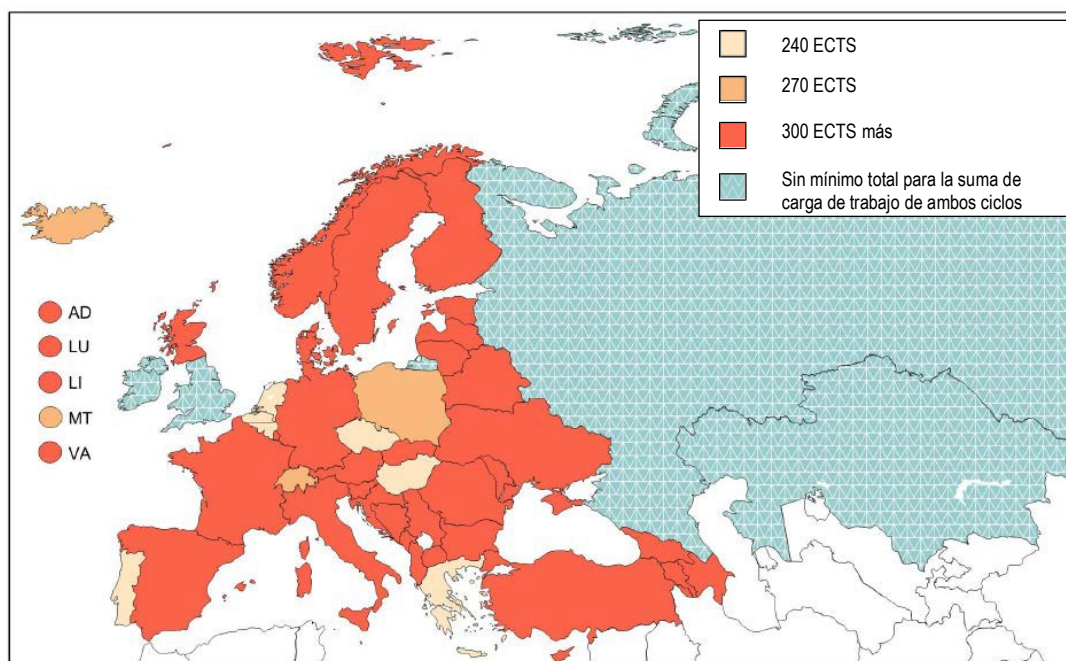 240 ECTS
270 ECTS
300 ECTS más
Sin mínimo total para la suma de
carga de trabajo de ambos ciclos
AD
LU
LI
MT
VA